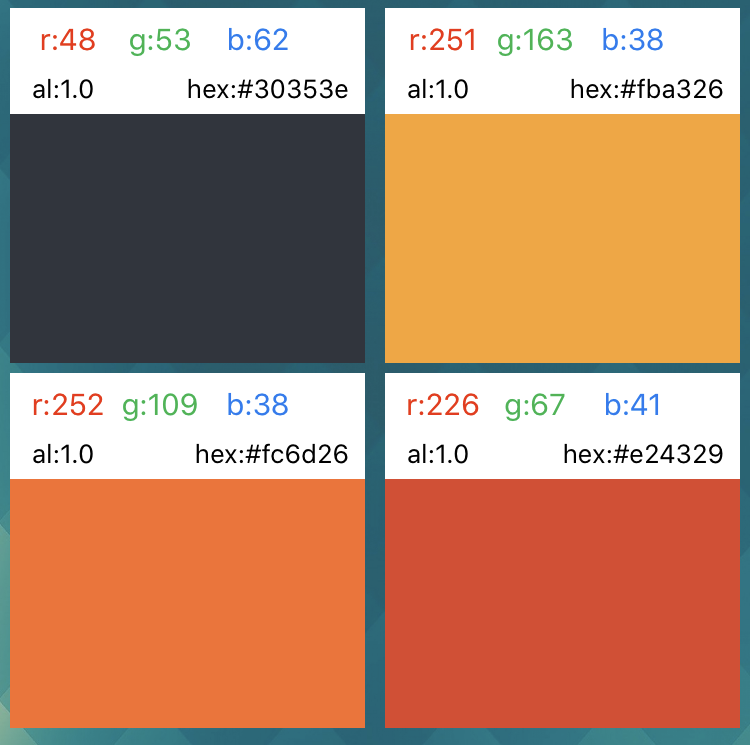 r:48 g:53 b:62
al:1.0 hex:#30353e
r:251 g:163 b:38
al:1.0 hex:#fba326
r:252 g:109 b:38
al:1.0 hex:#fc6d26
r:226 g:67 b:41
al:1.0 hex:#e24329